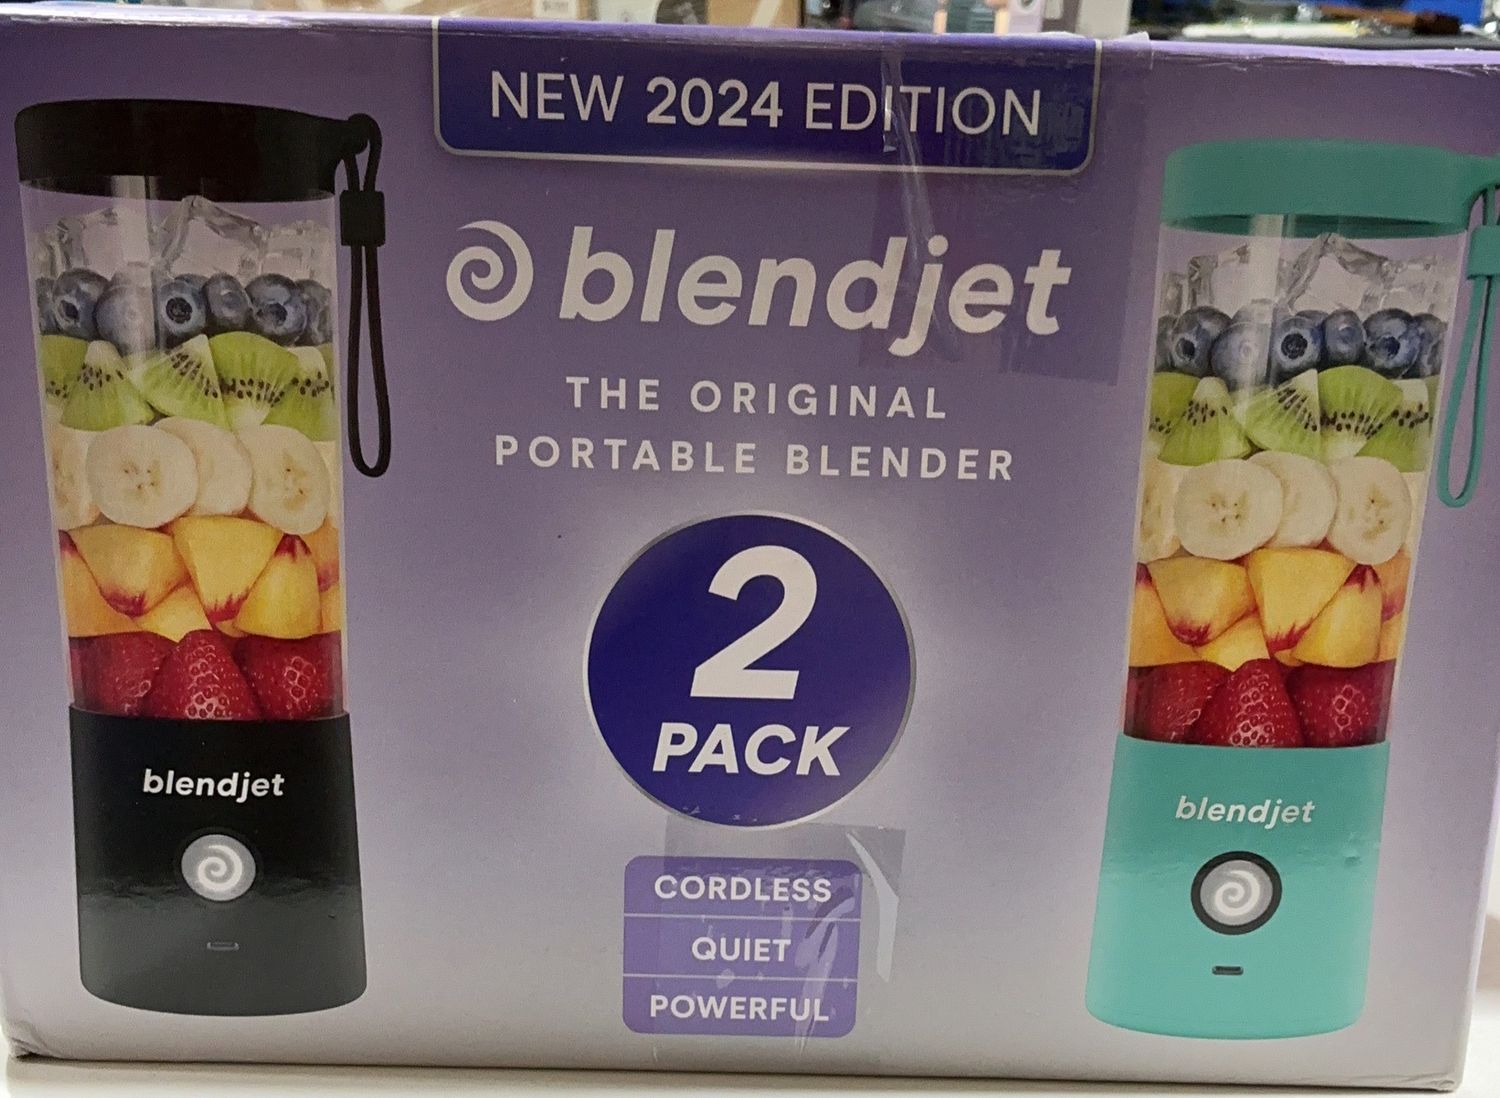 NEW 2024 EDITION
blendjet
THE ORIGINAL
PORTABLE BLENDER
2
PACK
CORDLESS
QUIET
POWERFUL
blendjet
blendjet